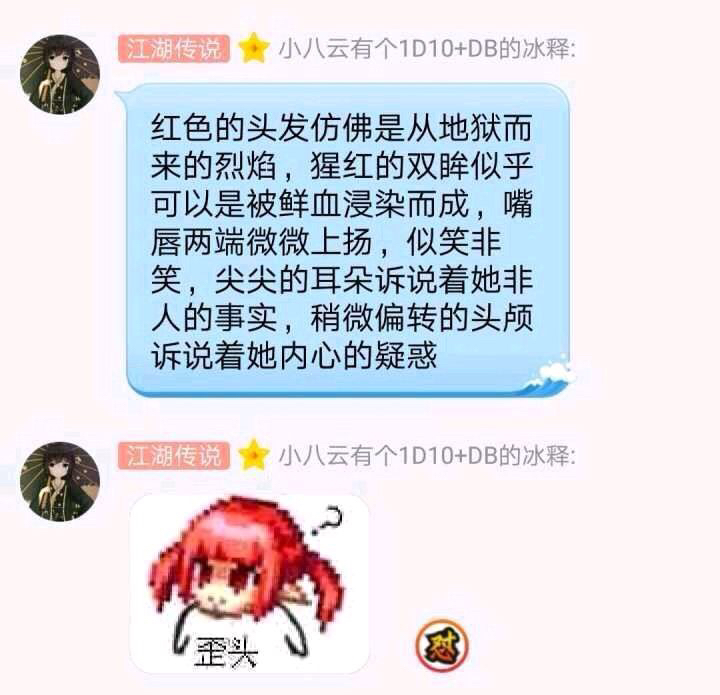 江湖传说 小八云有个1D10+DB的冰释:
红色的头发仿佛是从地狱而
来的烈焰，猩红的双眸似乎
可以是被鲜血浸染而成，嘴
唇两端微微上扬，似笑非
笑，尖尖的耳朵诉说着她非
人的事实，稍微偏转的头颅
诉说着她内心的疑惑
江湖传说 小八云有个1D10+DB的冰释:
?
歪头
怼